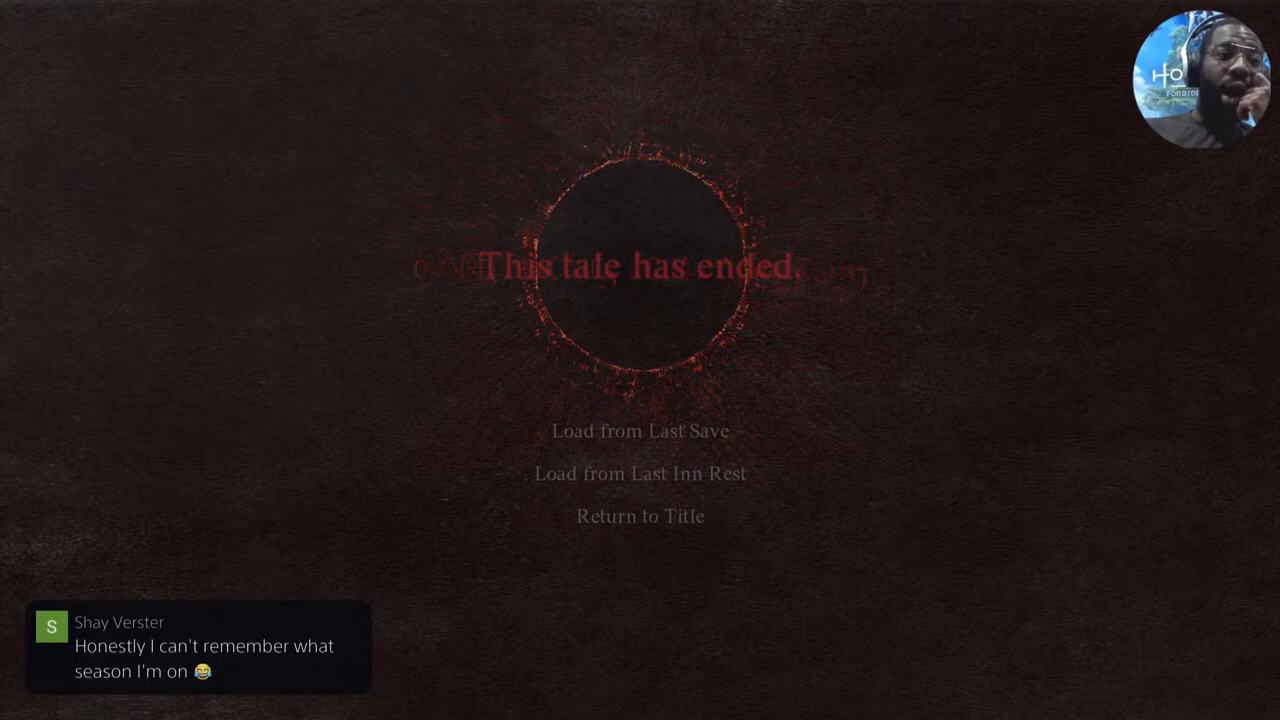 This tale has ended.
Load from Last Save
Load from Last Inn Rest
Return to Title
S
Shay Verster
Honestly I can't remember what
season I'm on 😂